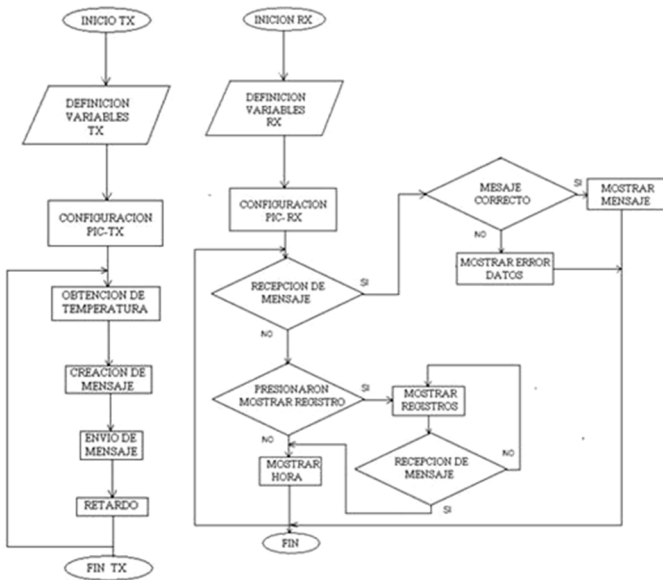 INICIO TX
DEFINICION
VARIABLES
TX
CONFIGURACION
PIC-TX
OBTENCION DE
TEMPERATURA
CREACION DE
MENSAJE
ENVIO DE
MENSAJE
RETARDO
FIN TX
INICION RX
DEFINICION
VARIABLES
RX
CONFIGURACION
PIC-RX
RECEPCION DE
MENSAJE
SI
NO
MESAJE
CORRECTO
SI
NO
MOSTRAR
MENSAJE
MOSTRAR ERROR
DATOS
PRESIONARON
MOSTRAR REGISTRO
SI
NO
MOSTRAR
REGISTROS
RECEPCION DE
MENSAJE
NO
SI
MOSTRAR
HORA
FIN